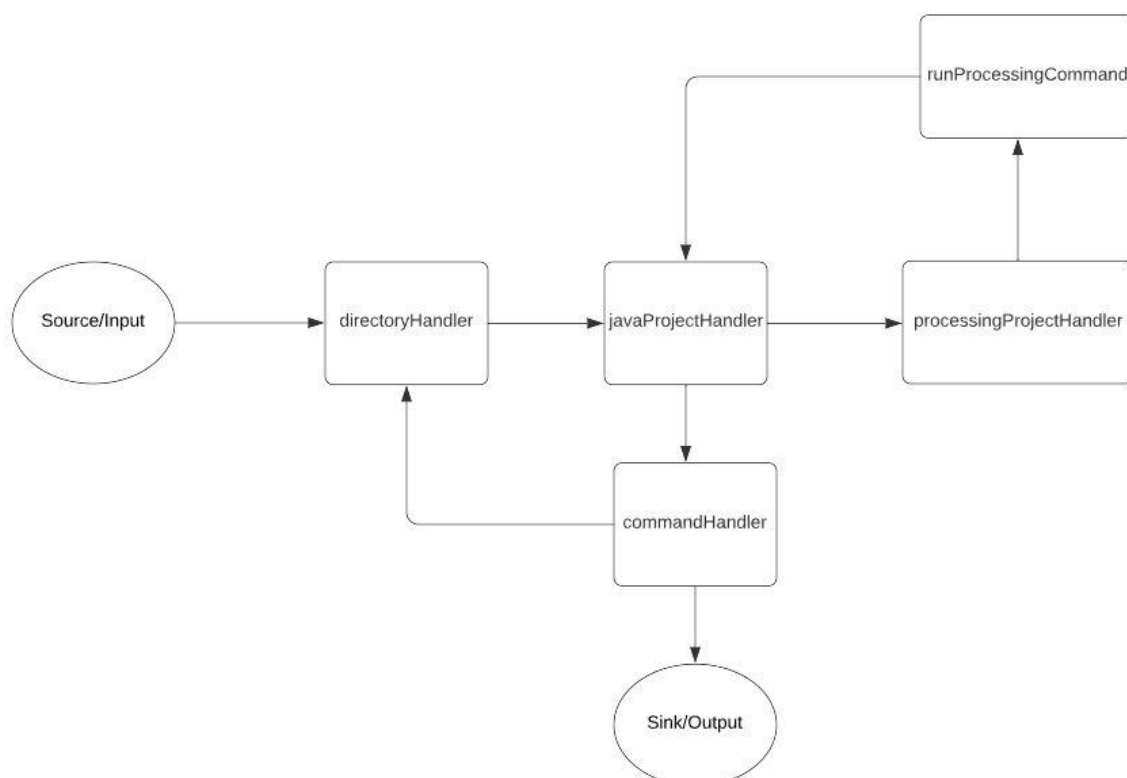 runProcessingCommand
Source/Input
directoryHandler
javaProjectHandler
processingProjectHandler
commandHandler
Sink/Output